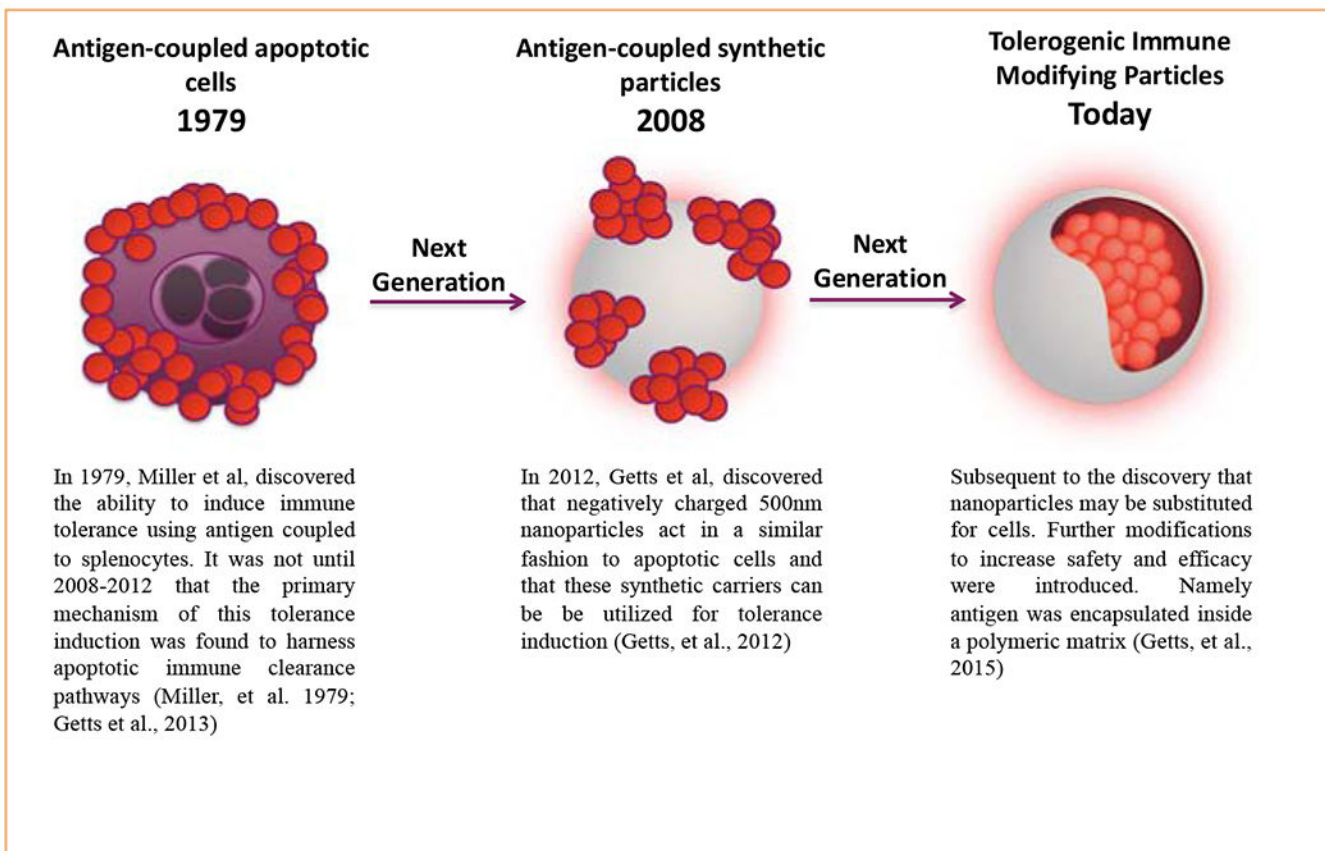 Antigen-coupled apoptotic
cells
1979
Antigen-coupled synthetic
particles
2008
Tolerogenic Immune
Modifying Particles
Today
Next
Generation
Next
Generation
In 1979, Miller et al, discovered
the ability to induce immune
tolerance using antigen coupled
to splenocytes. It was not until
2008-2012 that the primary
mechanism of this tolerance
induction was found to harness
apoptotic immune clearance
pathways (Miller, et al. 1979;
Getts et al., 2013)
In 2012, Getts et al, discovered
that negatively charged 500nm
nanoparticles act in a similar
fashion to apoptotic cells and
that these synthetic carriers can
be be utilized for tolerance
induction (Getts, et al., 2012)
Subsequent to the discovery that
nanoparticles may be substituted
for cells. Further modifications
to increase safety and efficacy
were introduced. Namely
antigen was encapsulated inside
a polymeric matrix (Getts, et al.,
2015)